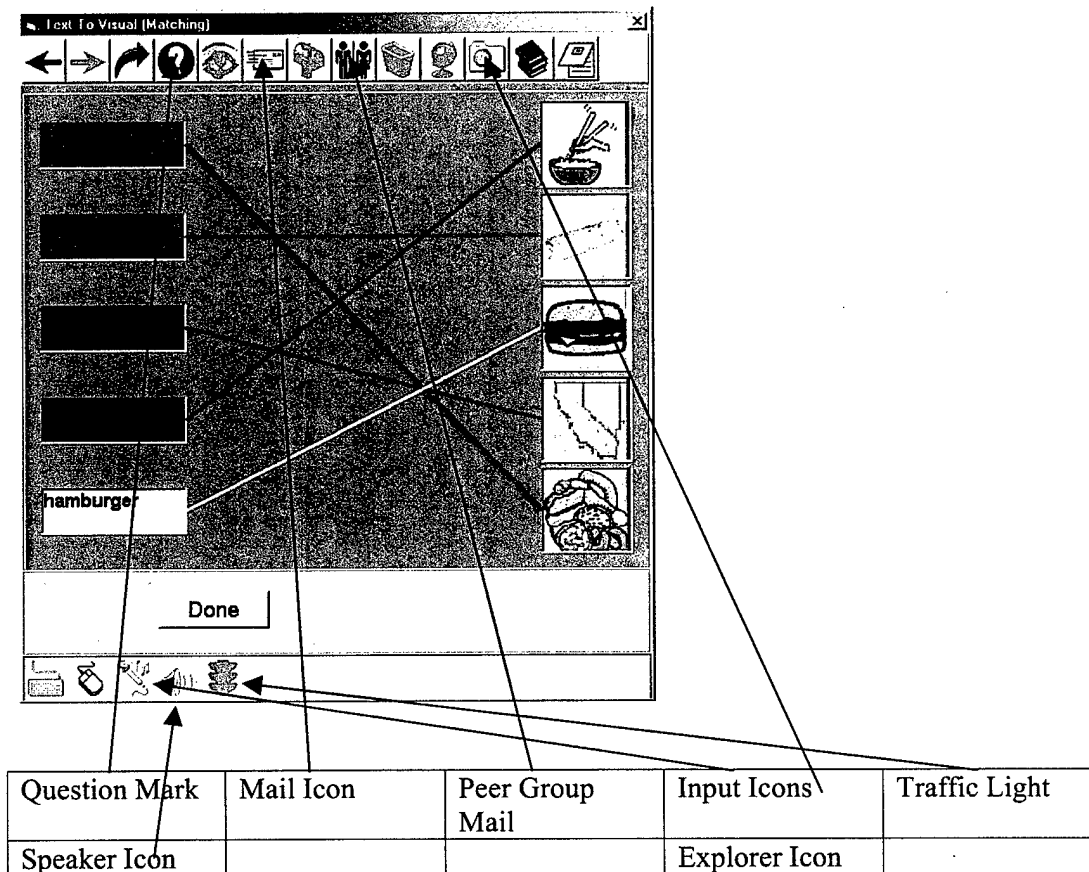 Text To Visual (Matching)
hamburger
Done
Question Mark
Mail Icon
Peer Group
Mail
Input Icons
Traffic Light
Speaker Icon
Explorer Icon